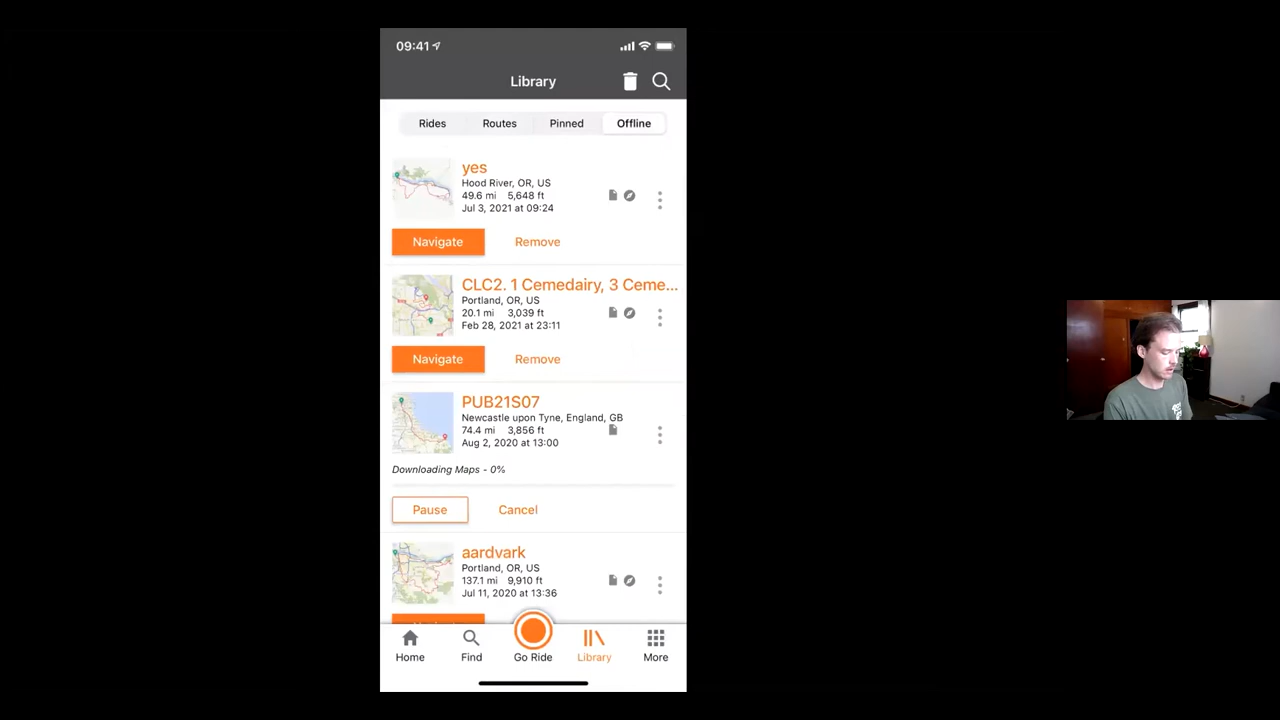 09:41
Library
Rides Routes Pinned Offline
yes
Hood River, OR, US
49.6 mi 5,648 ft
Jul 3, 2021 at 09:24
Navigate Remove
CLC2. 1 Cemedairy, 3 Ceme...
Portland, OR, US
20.1 mi 3,039 ft
Feb 28, 2021 at 23:11
Navigate Remove
PUB21S07
Newcastle upon Tyne, England, GB
74.4 mi 3,856 ft
Aug 2, 2020 at 13:00
Downloading Maps - 0%
Pause Cancel
aardvark
Portland, OR, US
137.1 mi 9,910 ft
Jul 11, 2020 at 13:36
Home Find Go Ride Library More